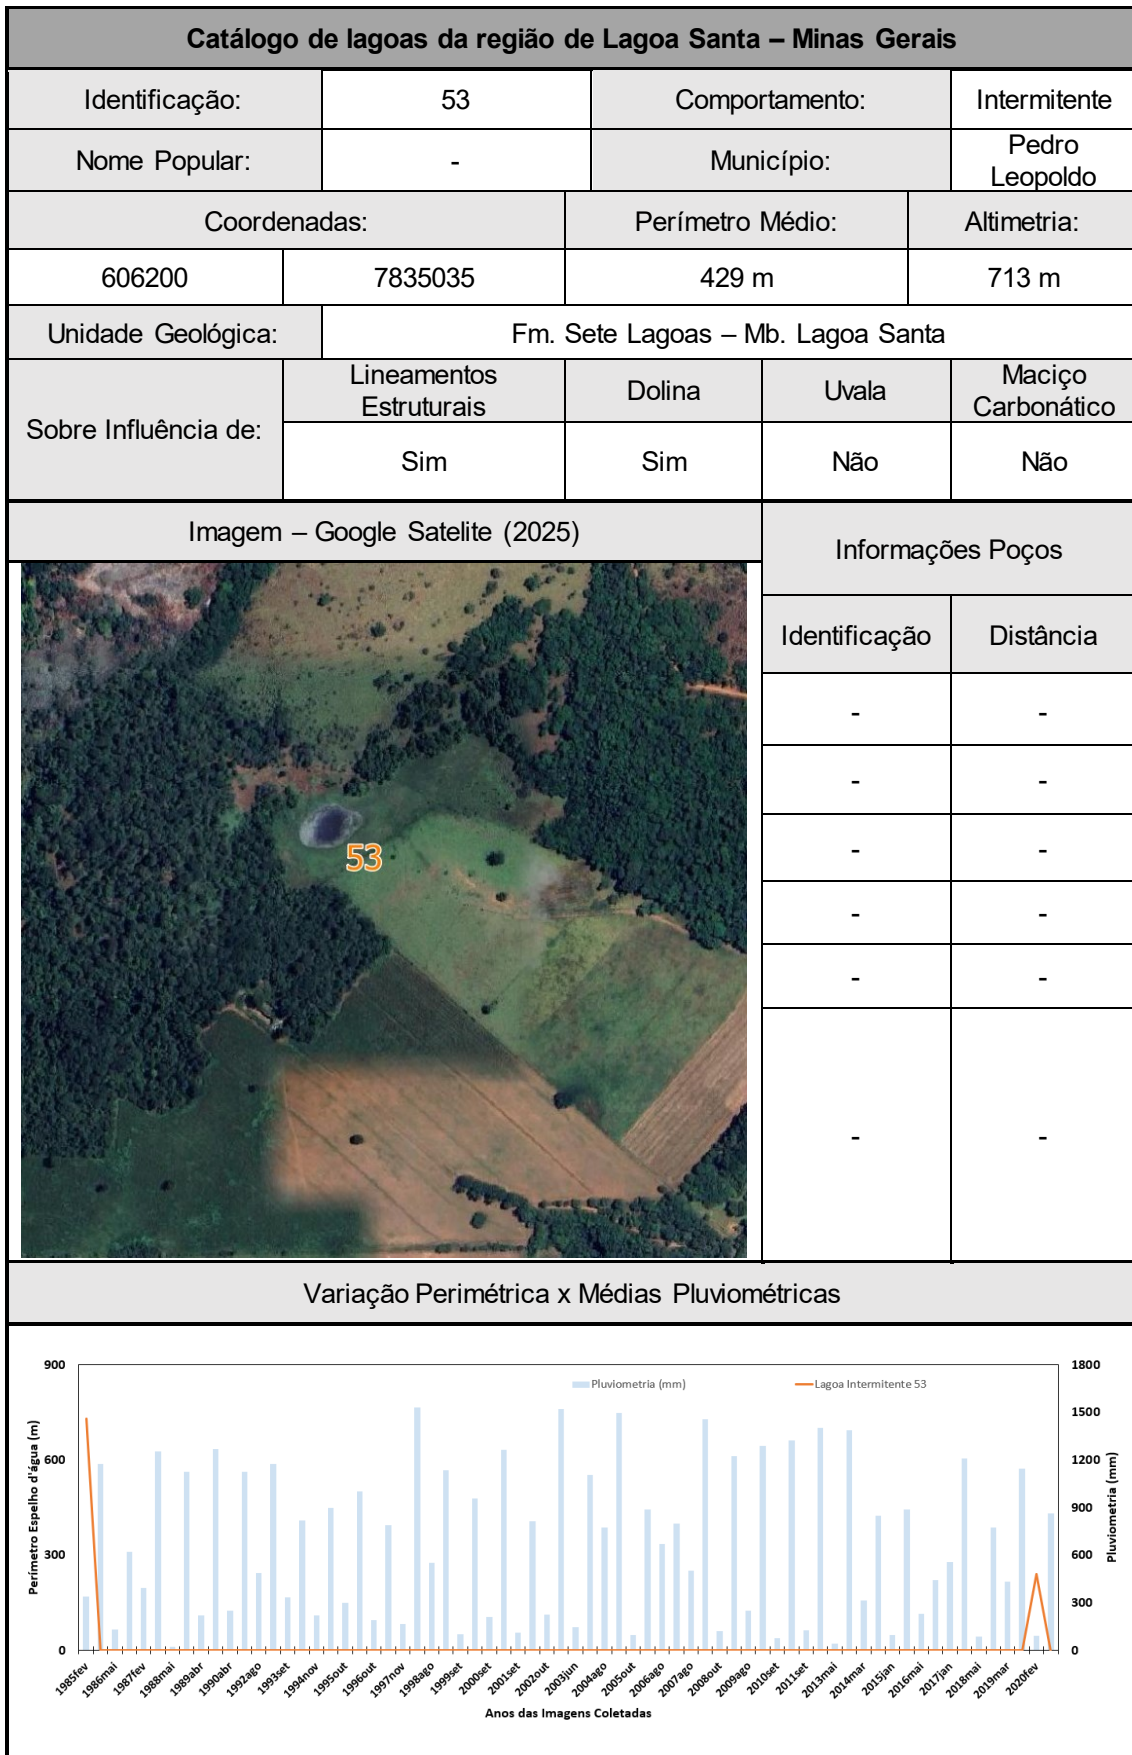 Catálogo de lagoas da região de Lagoa Santa – Minas Gerais
Identificação: 53 Comportamento: Intermitente
Nome Popular: - Município: Pedro Leopoldo
Coordenadas: Perímetro Médio: Altimetria:
606200 7835035 429 m 713 m
Unidade Geológica: Fm. Sete Lagoas – Mb. Lagoa Santa
Sobre Influência de:
Lineamentos Estruturais Dolina Uvala Maciço Carbonático
Sim Sim Não Não
Imagem – Google Satelite (2025)
53
Informações Poços
Identificação Distância
- -
- -
- -
- -
- -
- -
Variação Perimétrica x Médias Pluviométricas
Pluviometria (mm) Lagoa Intermitente 53
Perímetro Espelho d'água (m)
900
600
300
0
1800
1500
1200
900
600
300
0
Pluviometria (mm)
1985fev 1986mai 1987fev 1988mai 1989abr 1990abr 1992ago 1993set 1994nov 1995out 1996out 1997nov 1998ago 1999set 2000set 2001set 2002out 2003jun 2004ago 2005out 2006ago 2007ago 2008out 2009ago 2010set 2011set 2013mai 2014mar 2015jan 2016mai 2017jan 2018mai 2019mar 2020fev
Anos das Imagens Coletadas